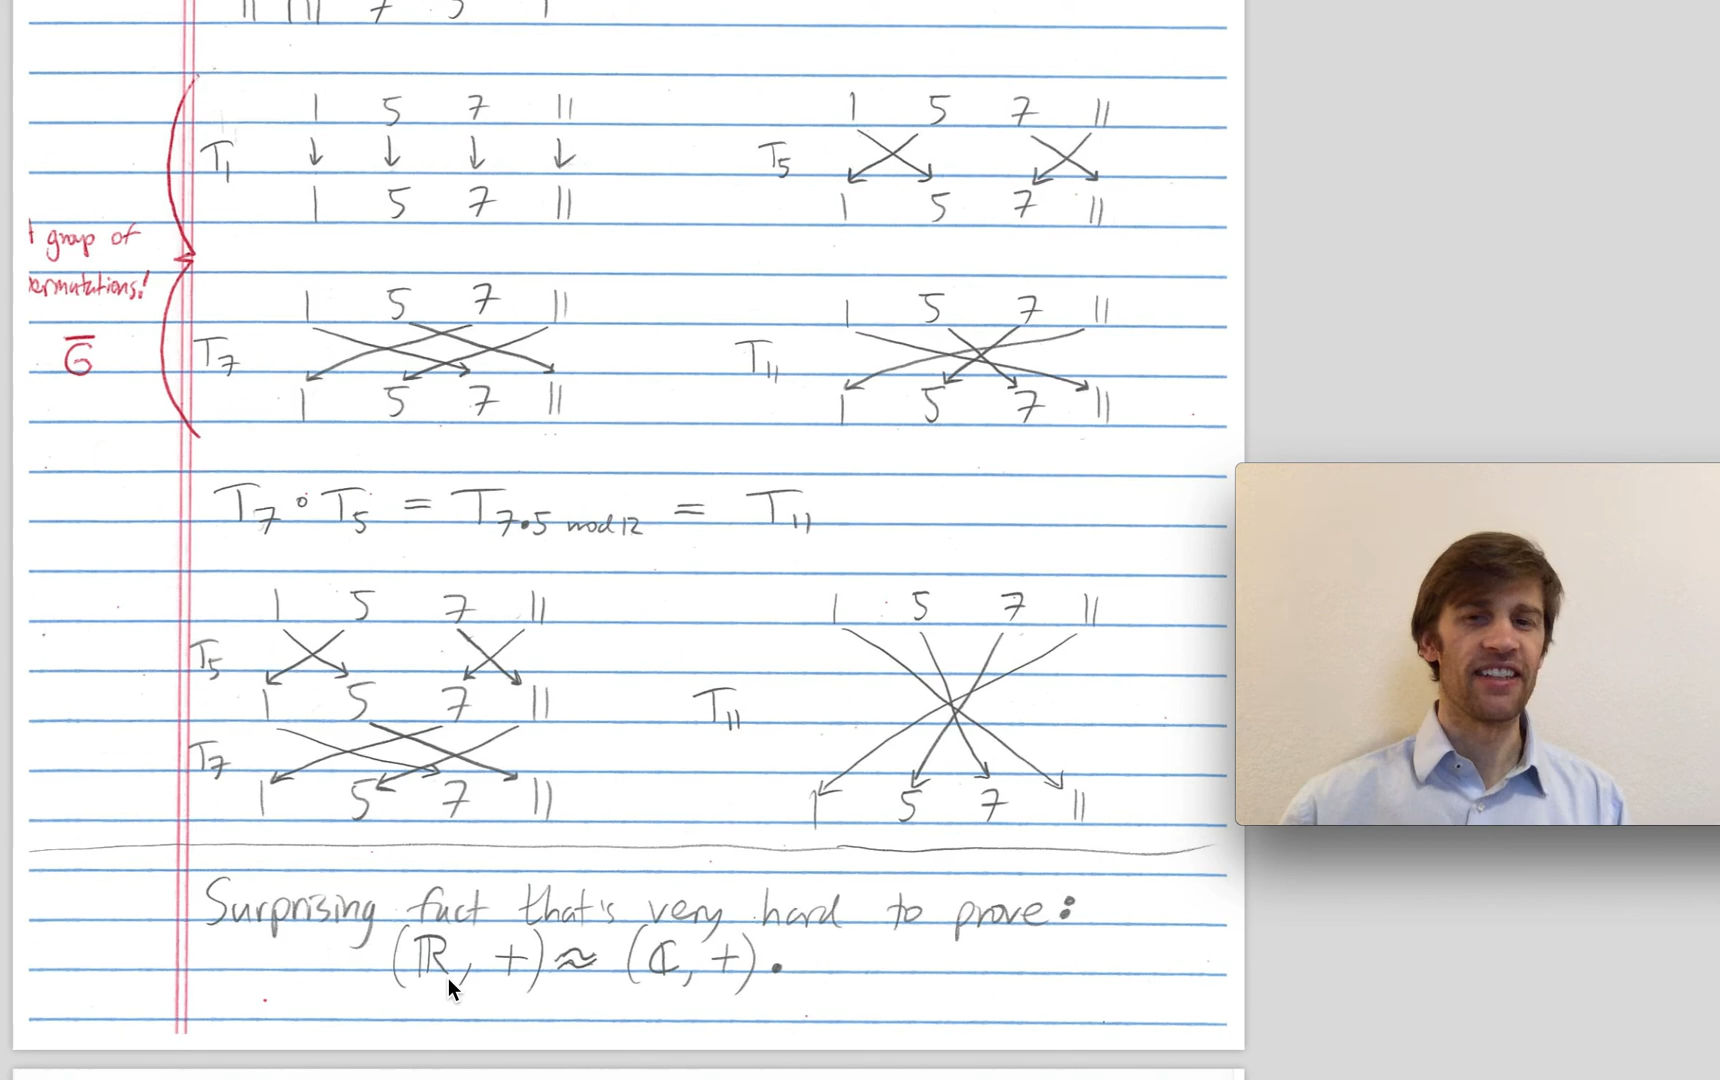 1 5 7 11 1 5 7 11
T₁ ↓ ↓ ↓ ↓ T₅
1 5 7 11 1 5 7 11
group of
permutations!
1 5 7 11 1 5 7 11
G̅ T₇ T₁₁
1 5 7 11 1 5 7 11
T₇ ∘ T₅ = T₇•₅ mod 12 = T₁₁
1 5 7 11 1 5 7 11
T₅
1 5 7 11 T₁₁
T₇
1 5 7 11 1 5 7 11
Surprising fact that's very hard to prove:
(ℝ, +) ≈ (ℂ, +).